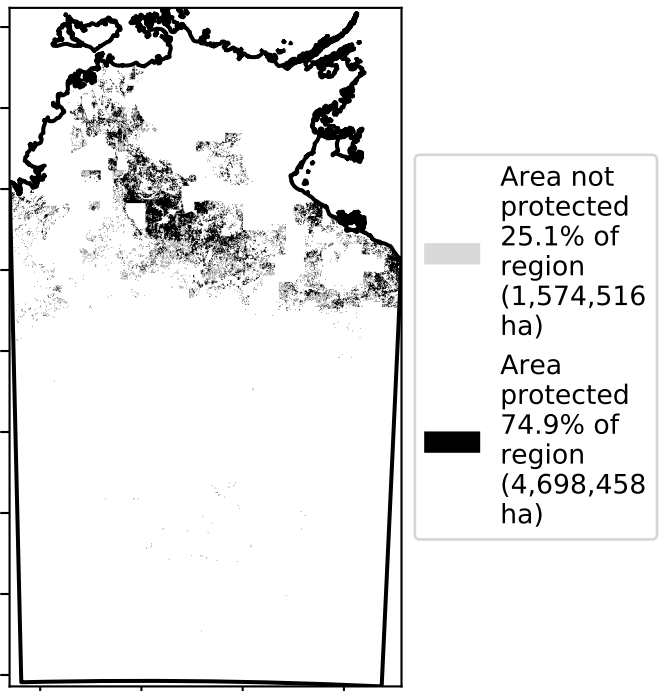 Area not
protected
25.1% of
region
(1,574,516
ha)
Area
protected
74.9% of
region
(4,698,458
ha)